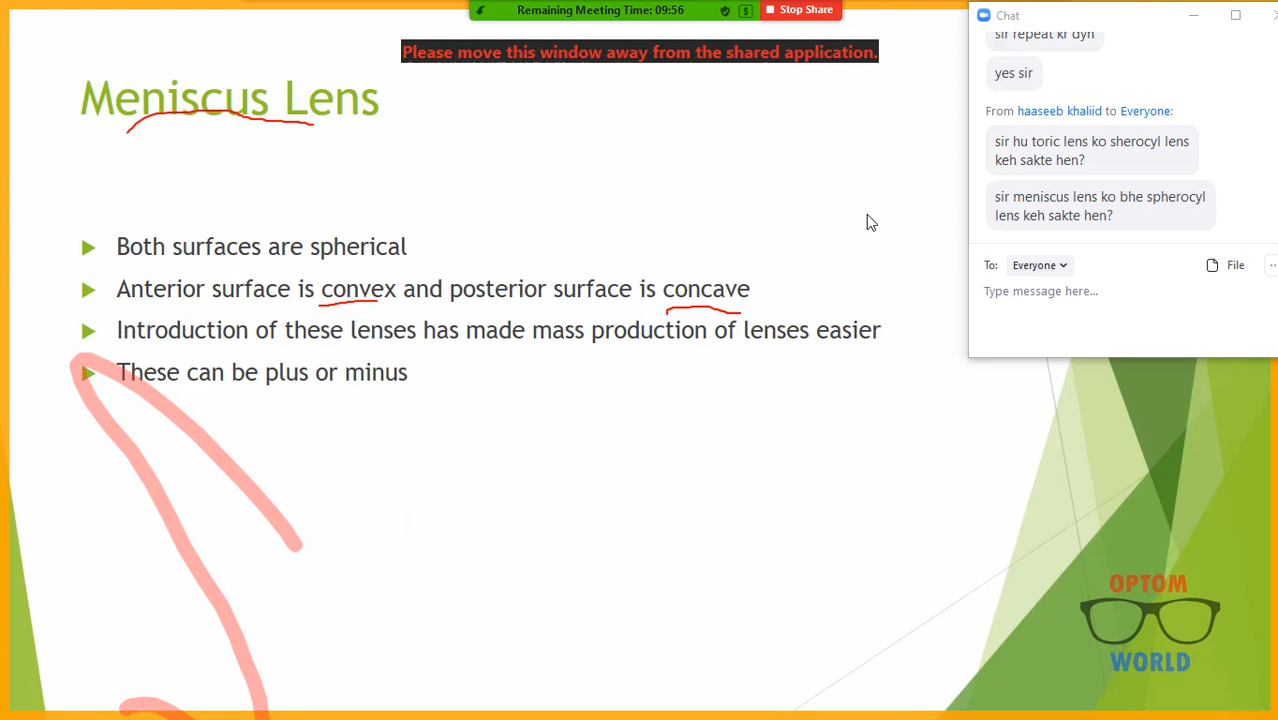 Remaining Meeting Time: 09:56
Stop Share
Please move this window away from the shared application.
Meniscus Lens
Both surfaces are spherical
Anterior surface is convex and posterior surface is concave
Introduction of these lenses has made mass production of lenses easier
These can be plus or minus
Chat
sir repeat kr dyn
yes sir
From haaseeb khaliid to Everyone:
sir hu toric lens ko sherocyl lens
keh sakte hen?
sir meniscus lens ko bhe spherocyl
lens keh sakte hen?
To: Everyone
File
Type message here...
OPTOM
WORLD